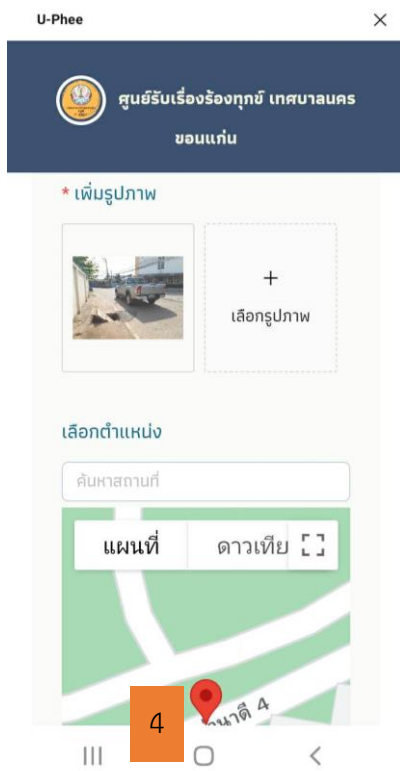 U-Phee
ศูนย์รับเรื่องร้องทุกข์ เทศบาลนคร
ขอนแก่น
* เพิ่มรูปภาพ
+
เลือกรูปภาพ
เลือกตำแหน่ง
ค้นหาสถานที่
แผนที่ ดาวเทีย
4
นาดี 4